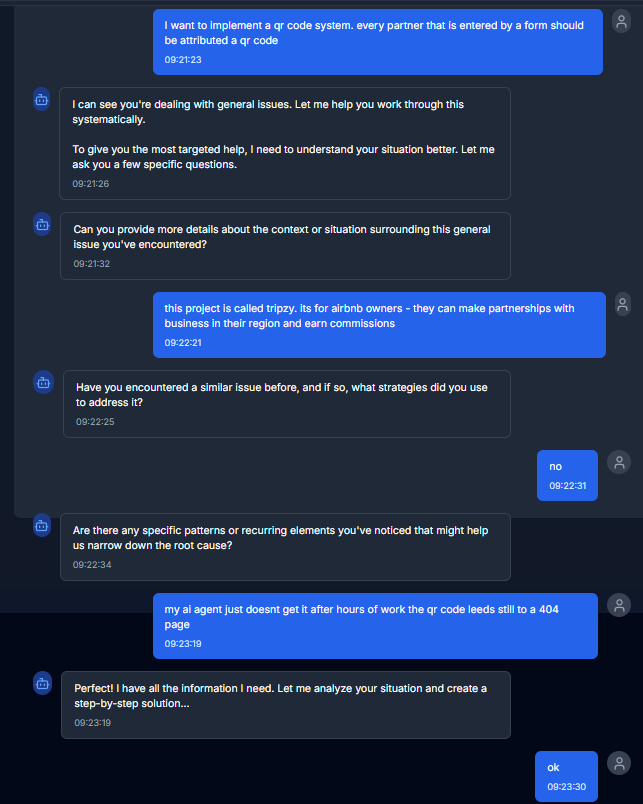 I want to implement a qr code system. every partner that is entered by a form should
be attributed a qr code
09:21:23
I can see you're dealing with general issues. Let me help you work through this
systematically.
To give you the most targeted help, I need to understand your situation better. Let me
ask you a few specific questions.
09:21:26
Can you provide more details about the context or situation surrounding this general
issue you've encountered?
09:21:32
this project is called tripzy. its for airbnb owners - they can make partnerships with
business in their region and earn commissions
09:22:21
Have you encountered a similar issue before, and if so, what strategies did you use
to address it?
09:22:25
no
09:22:31
Are there any specific patterns or recurring elements you've noticed that might help
us narrow down the root cause?
09:22:34
my ai agent just doesnt get it after hours of work the qr code leeds still to a 404
page
09:23:19
Perfect! I have all the information I need. Let me analyze your situation and create a
step-by-step solution...
09:23:19
ok
09:23:30